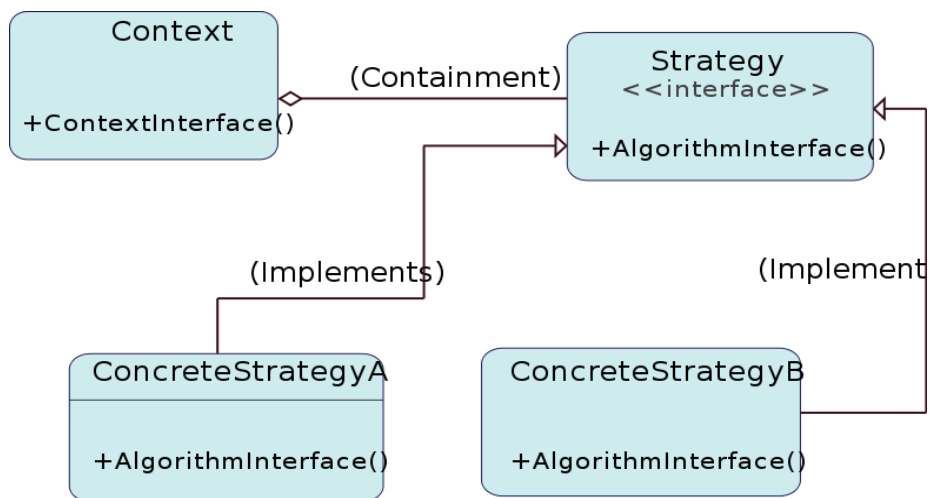 Context
+ContextInterface()
(Containment)
Strategy
<<interface>>
+AlgorithmInterface()
(Implements)
(Implement
ConcreteStrategyA
+AlgorithmInterface()
ConcreteStrategyB
+AlgorithmInterface()